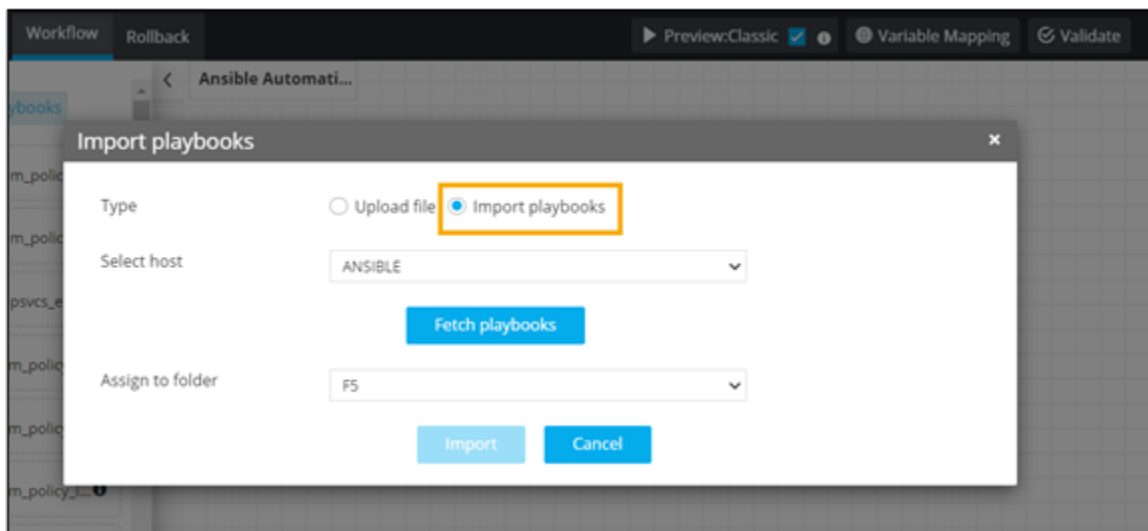 Workflow Rollback Preview:Classic Variable Mapping Validate
Ansible Automati...
ybooks
Import playbooks
m_polic
Type Upload file Import playbooks
m_polic
Select host ANSIBLE
psvcs_e
Fetch playbooks
m_polic
Assign to folder F5
m_polic
Import Cancel
m_policy_i...